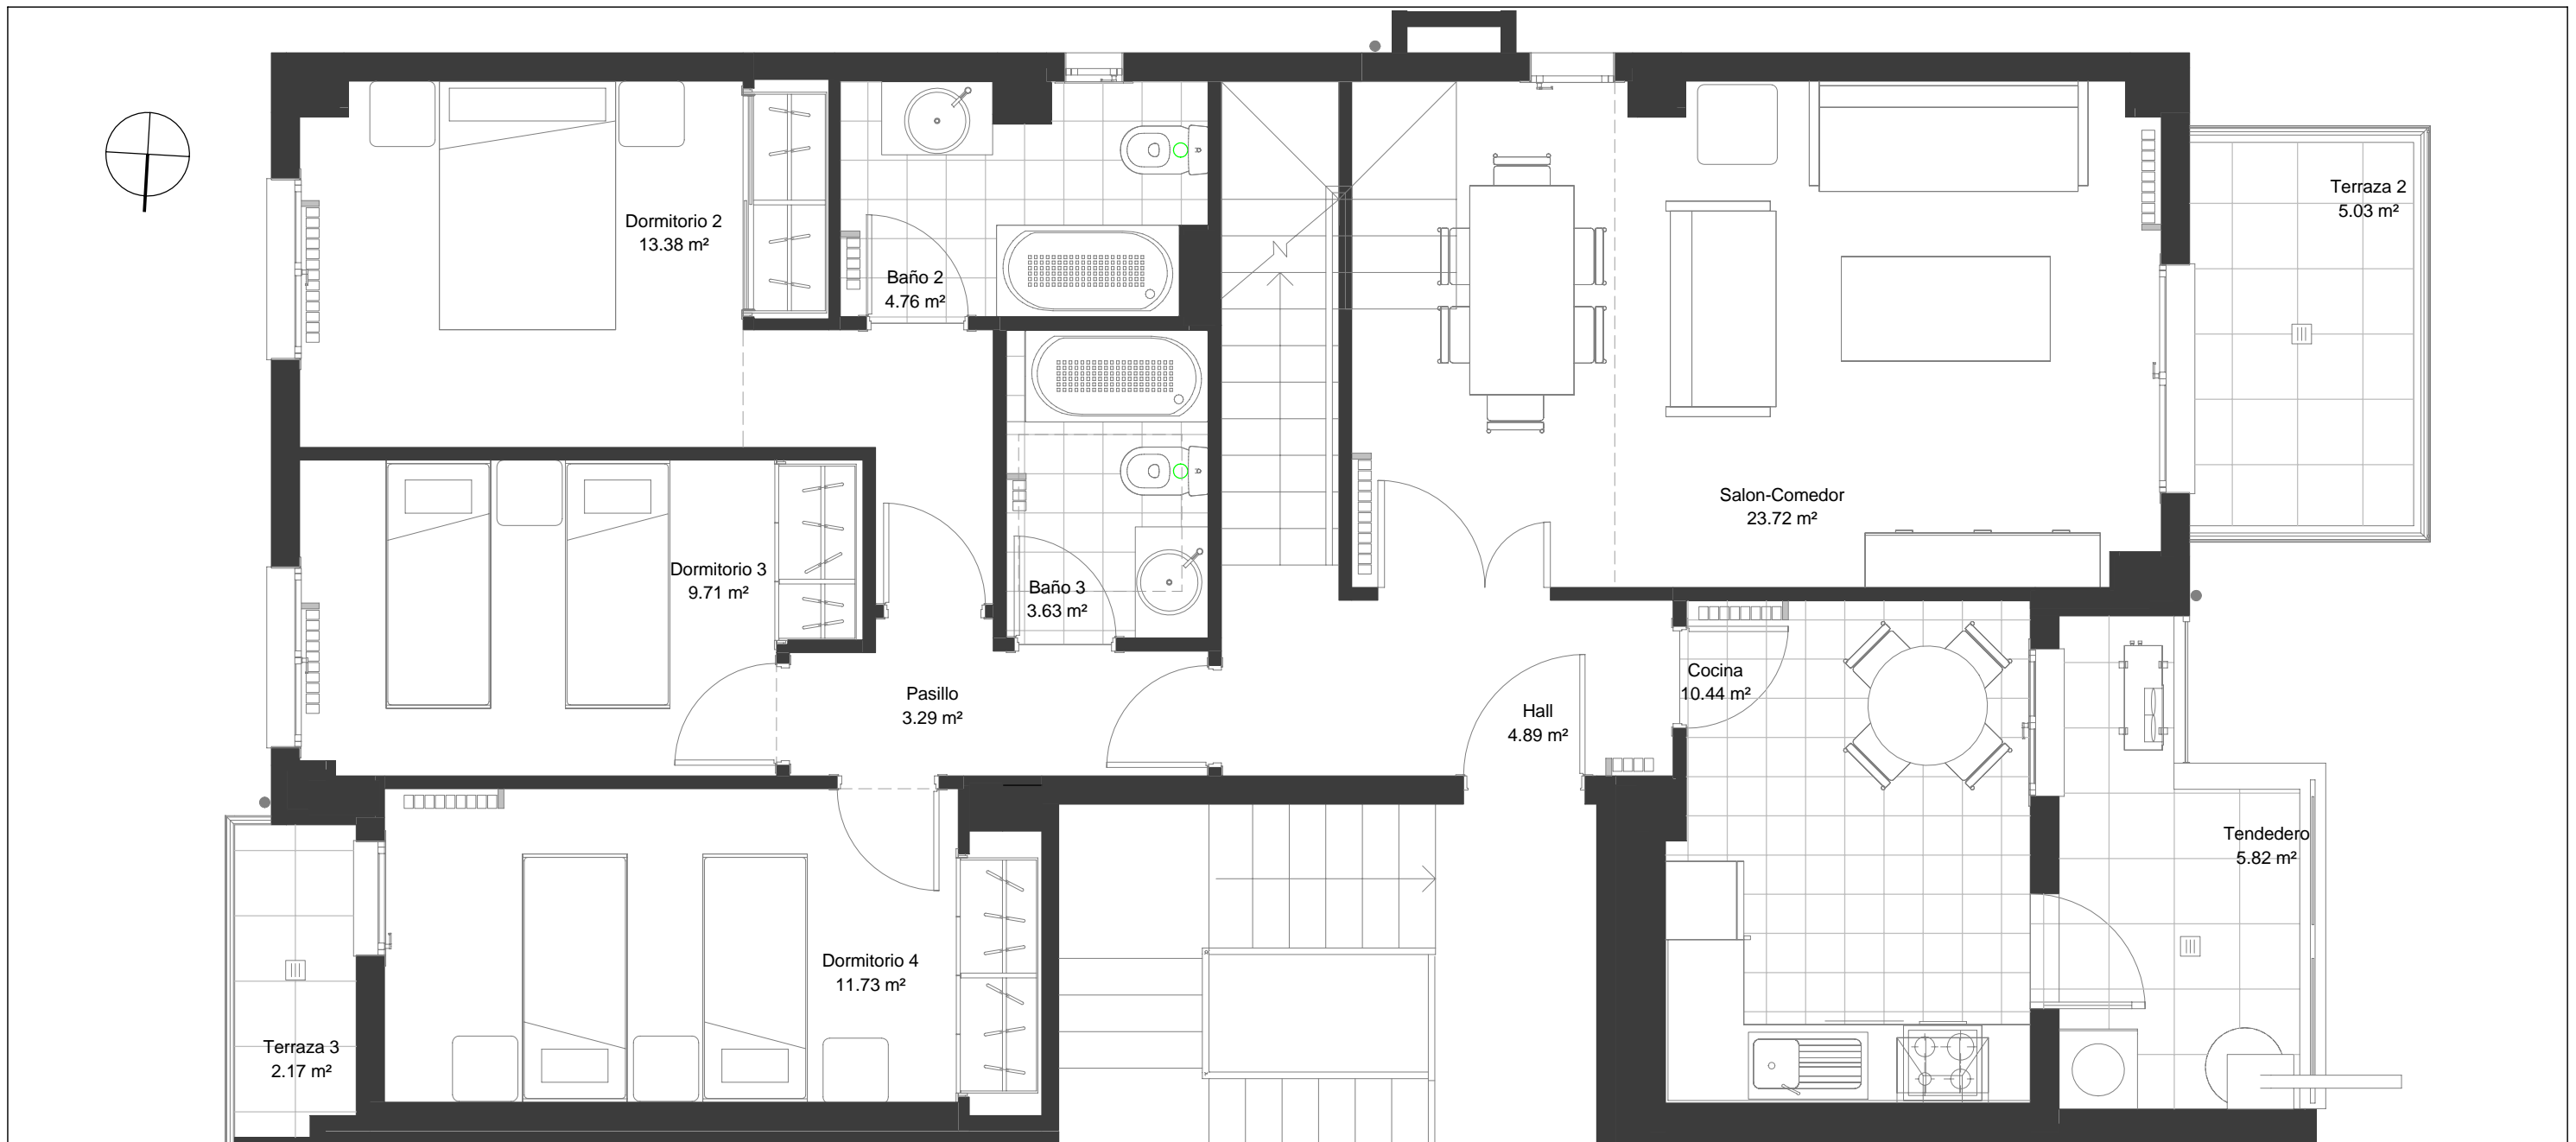 Terraza 2
5.03 m²
Dormitorio 2
13.38 m²
Baño 2
4.76 m²
Salon-Comedor
23.72 m²
Dormitorio 3
9.71 m²
Baño 3
3.63 m²
Cocina
10.44 m²
Pasillo
3.29 m²
Hall
4.89 m²
Tendedero
5.82 m²
Dormitorio 4
11.73 m²
Terraza 3
2.17 m²